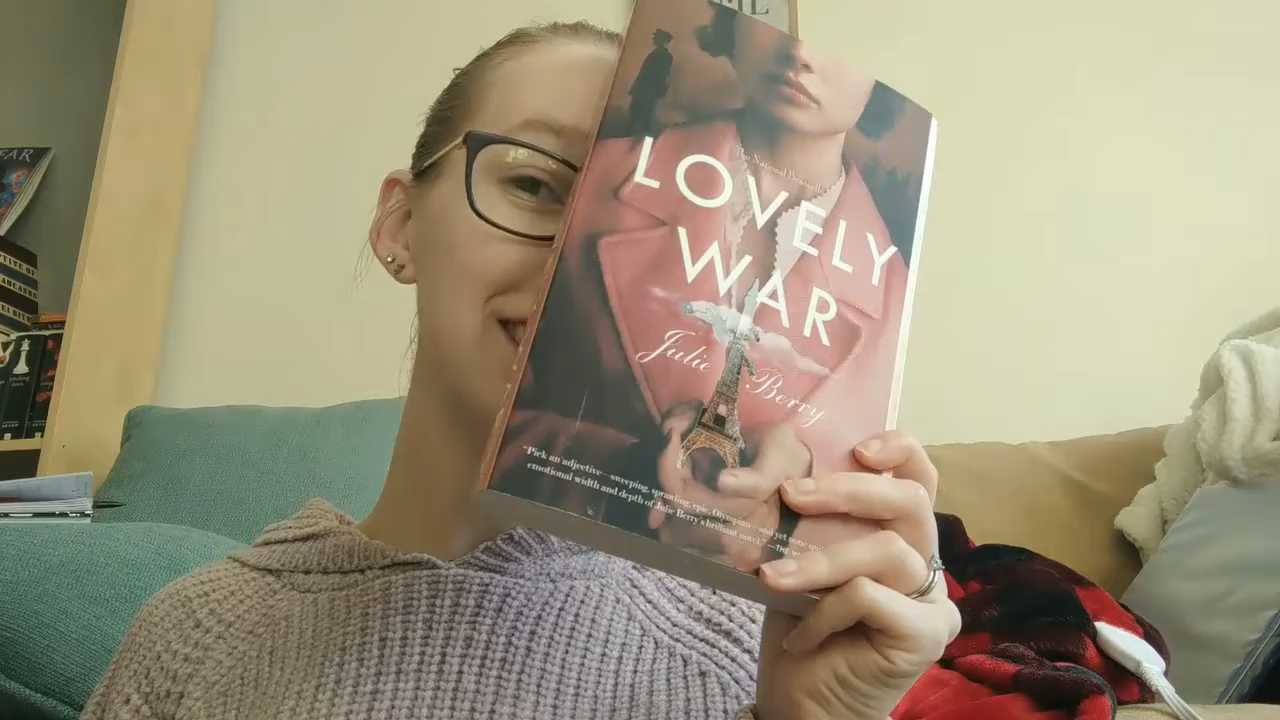 FAR
The National Bestseller
LOVELY
WAR
Julie Berry
"Pick an adjective—sweeping, sprawling, epic, Olympian—and yet none
emotional width and depth of Julie Berry's brilliant novel." —THE